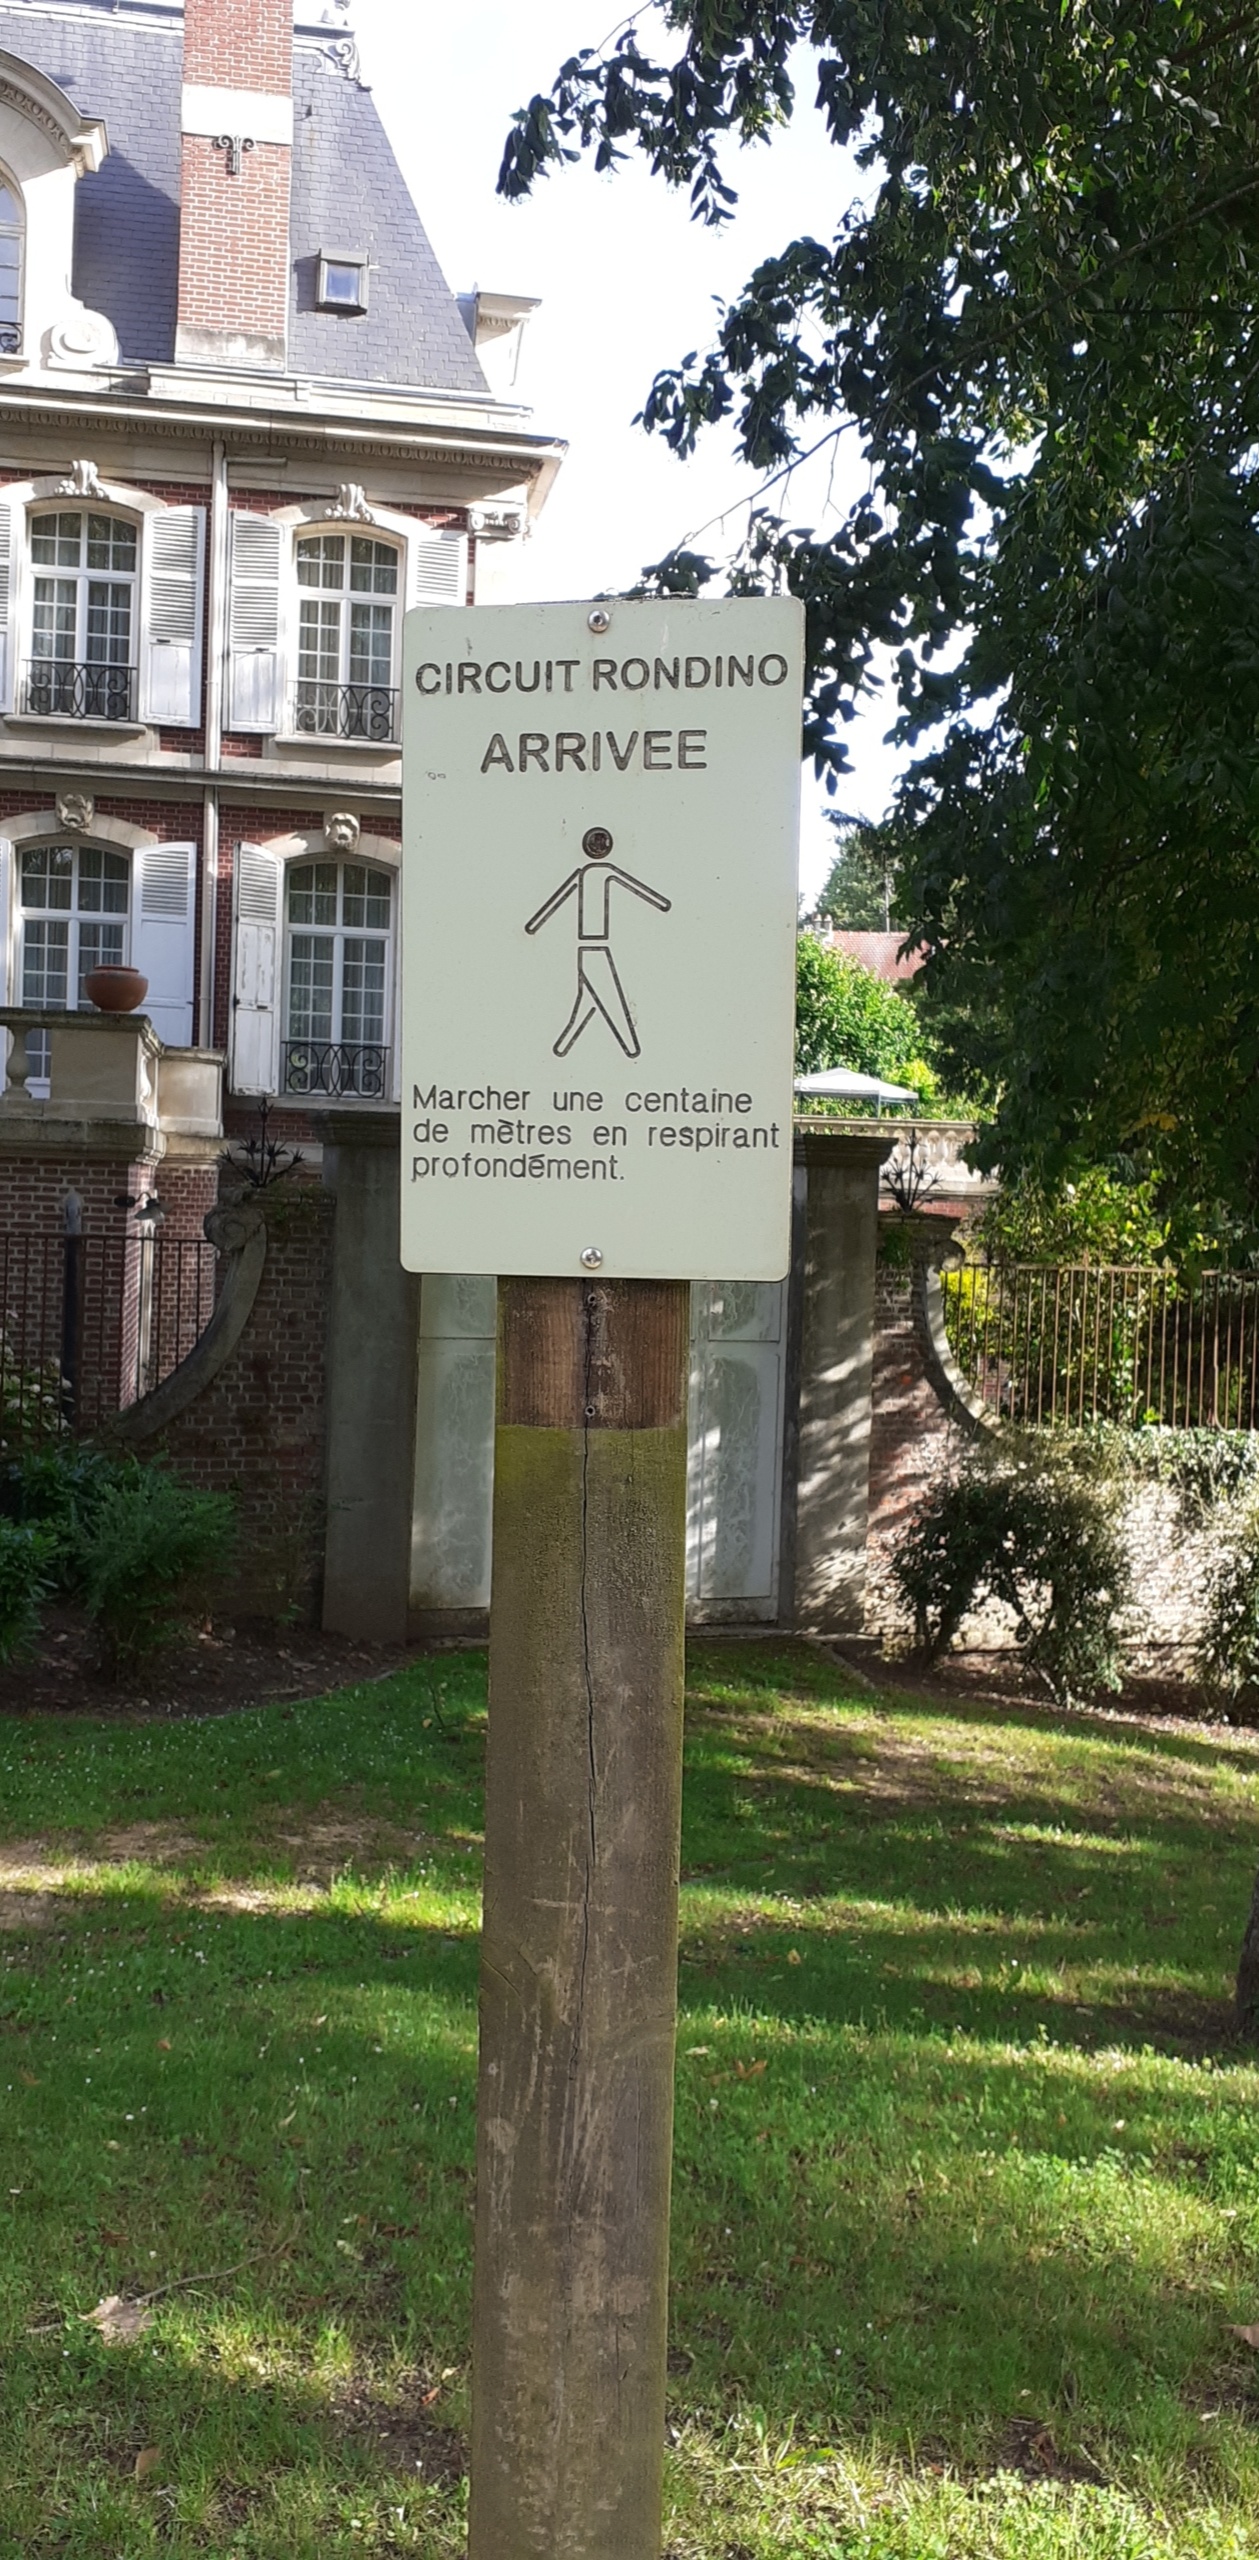 CIRCUIT RONDINO
ARRIVEE
Marcher une centaine
de mètres en respirant
profondément.